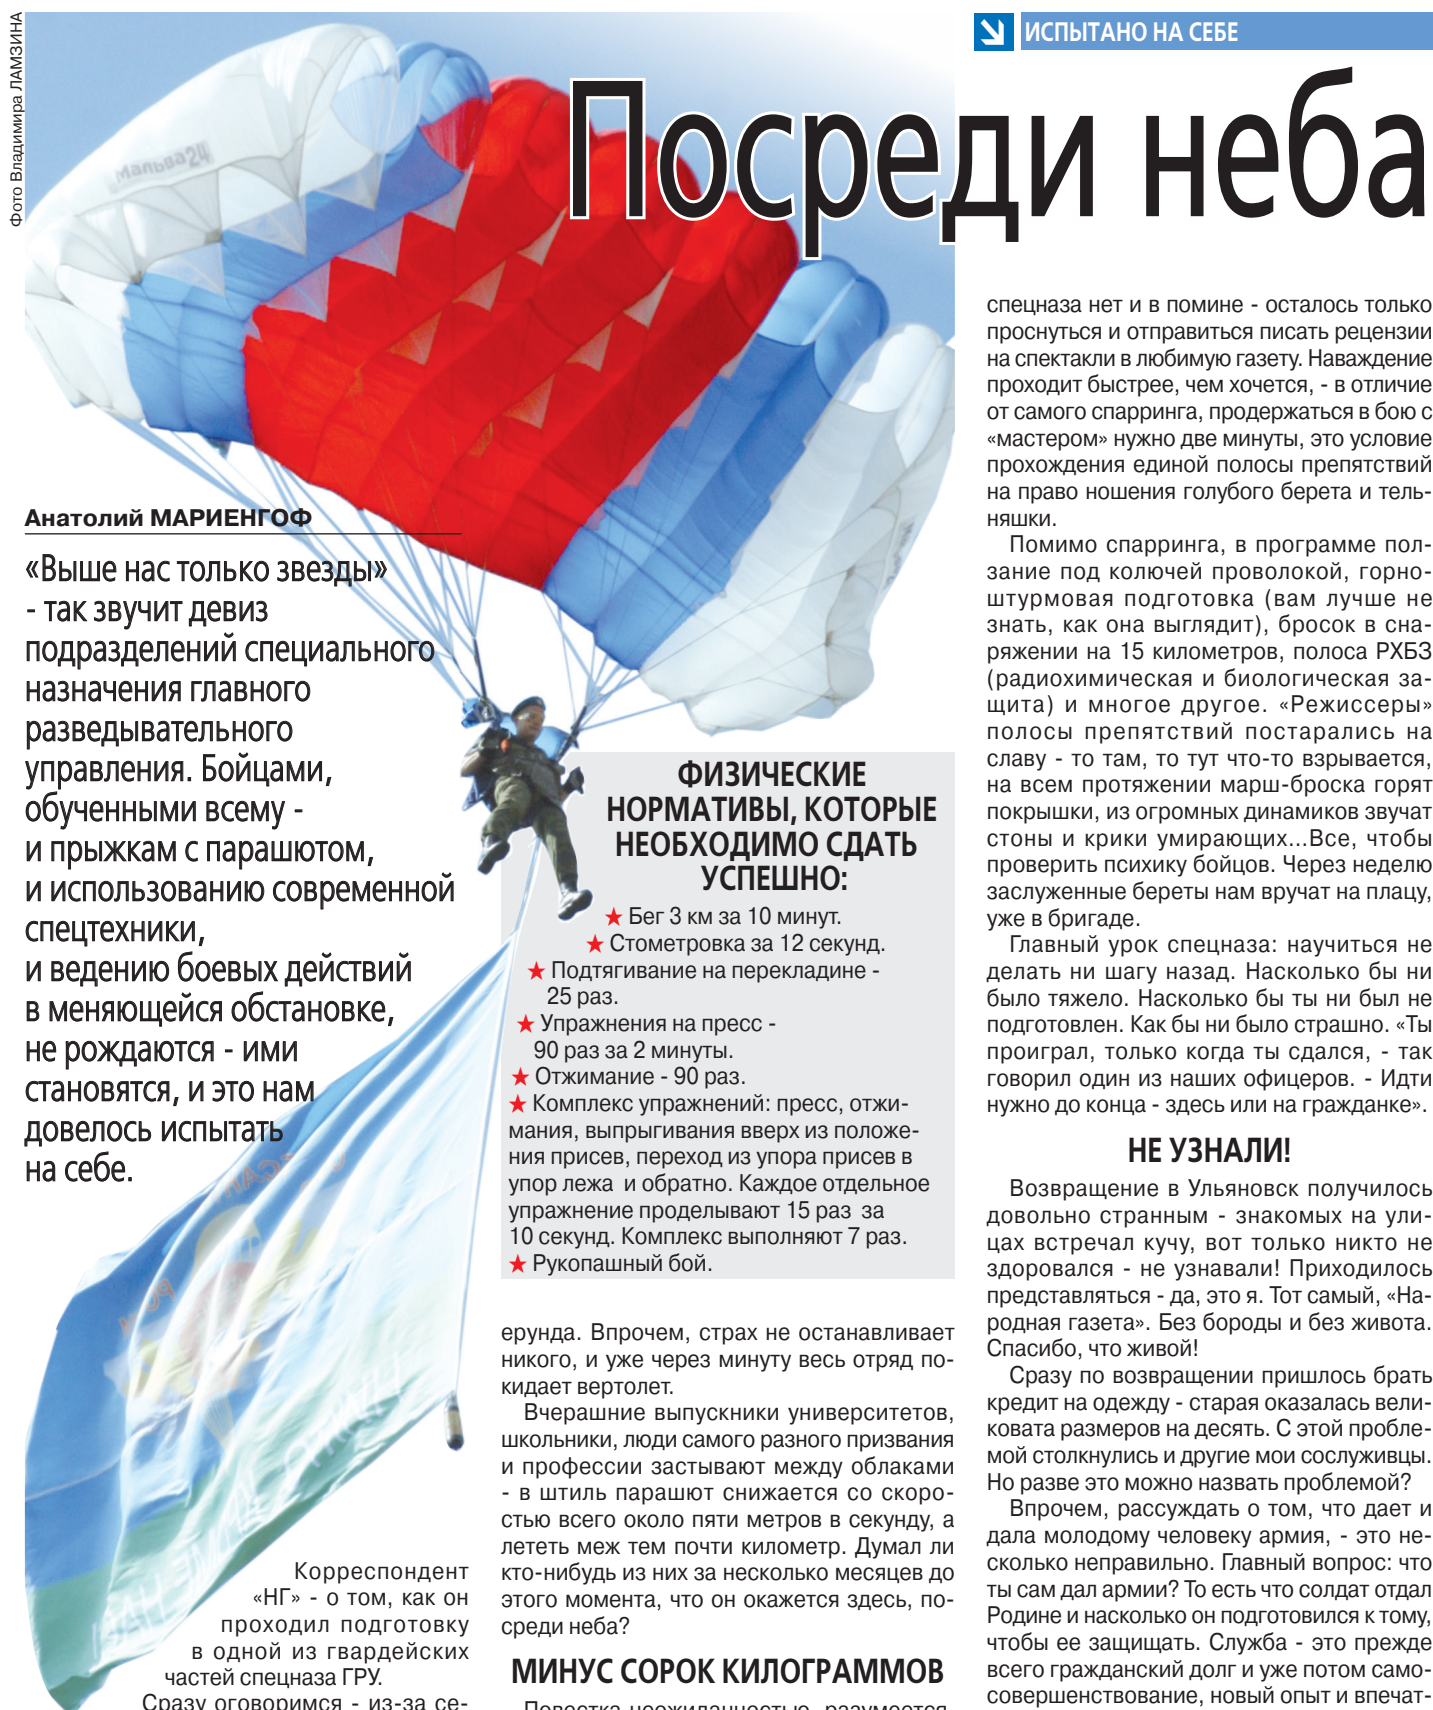 Фото Владимира ЛАМЗИНА
ИСПЫТАНО НА СЕБЕ
Посреди неба
Мальва24
Анатолий МАРИЕНГОФ
«Выше нас только звезды»
- так звучит девиз
подразделений специального
назначения главного
разведывательного
управления. Бойцами,
обученными всему -
и прыжкам с парашютом,
и использованию современной
спецтехники,
и ведению боевых действий
в меняющейся обстановке,
не рождаются - ими
становятся, и это нам
довелось испытать
на себе.
Корреспондент
«НГ» - о том, как он
проходил подготовку
в одной из гвардейских
частей спецназа ГРУ.
Сразу оговоримся - из-за се-
ФИЗИЧЕСКИЕ
НОРМАТИВЫ, КОТОРЫЕ
НЕОБХОДИМО СДАТЬ
УСПЕШНО:
★ Бег 3 км за 10 минут.
★ Стометровка за 12 секунд.
★ Подтягивание на перекладине -
25 раз.
★ Упражнения на пресс -
90 раз за 2 минуты.
★ Отжимание - 90 раз.
★ Комплекс упражнений: пресс, отжи-
мания, выпрыгивания вверх из положе-
ния присев, переход из упора присев в
упор лежа и обратно. Каждое отдельное
упражнение проделывают 15 раз за
10 секунд. Комплекс выполняют 7 раз.
★ Рукопашный бой.
ерунда. Впрочем, страх не останавливает
никого, и уже через минуту весь отряд по-
кидает вертолет.
Вчерашние выпускники университетов,
школьники, люди самого разного призвания
и профессии застывают между облаками
- в штиль парашют снижается со скоро-
стью всего около пяти метров в секунду, а
лететь меж тем почти километр. Думал ли
кто-нибудь из них за несколько месяцев до
этого момента, что он окажется здесь, по-
среди неба?
МИНУС СОРОК КИЛОГРАММОВ
Повестка неожиданностью, разумеется,
спецназа нет и в помине - осталось только
проснуться и отправиться писать рецензии
на спектакли в любимую газету. Наваждение
проходит быстрее, чем хочется, - в отличие
от самого спарринга, продержаться в бою с
«мастером» нужно две минуты, это условие
прохождения единой полосы препятствий
на право ношения голубого берета и тель-
няшки.
Помимо спарринга, в программе пол-
зание под колючей проволокой, горно-
штурмовая подготовка (вам лучше не
знать, как она выглядит), бросок в сна-
ряжении на 15 километров, полоса РХБЗ
(радиохимическая и биологическая за-
щита) и многое другое. «Режиссеры»
полосы препятствий постарались на
славу - то там, то тут что-то взрывается,
на всем протяжении марш-броска горят
покрышки, из огромных динамиков звучат
стоны и крики умирающих...Все, чтобы
проверить психику бойцов. Через неделю
заслуженные береты нам вручат на плацу,
уже в бригаде.
Главный урок спецназа: научиться не
делать ни шагу назад. Насколько бы ни
было тяжело. Насколько бы ты ни был не
подготовлен. Как бы ни было страшно. «Ты
проиграл, только когда ты сдался, - так
говорил один из наших офицеров. - Идти
нужно до конца - здесь или на гражданке».
НЕ УЗНАЛИ!
Возвращение в Ульяновск получилось
довольно странным - знакомых на ули-
цах встречал кучу, вот только никто не
здоровался - не узнавали! Приходилось
представляться - да, это я. Тот самый, «На-
родная газета». Без бороды и без живота.
Спасибо, что живой!
Сразу по возвращении пришлось брать
кредит на одежду - старая оказалась вели-
ковата размеров на десять. С этой пробле-
мой столкнулись и другие мои сослуживцы.
Но разве это можно назвать проблемой?
Впрочем, рассуждать о том, что дает и
дала молодому человеку армия, - это не-
сколько неправильно. Главный вопрос: что
ты сам дал армии? То есть что солдат отдал
Родине и насколько он подготовился к тому,
чтобы ее защищать. Служба - это прежде
всего гражданский долг и уже потом само-
совершенствование, новый опыт и впечат-